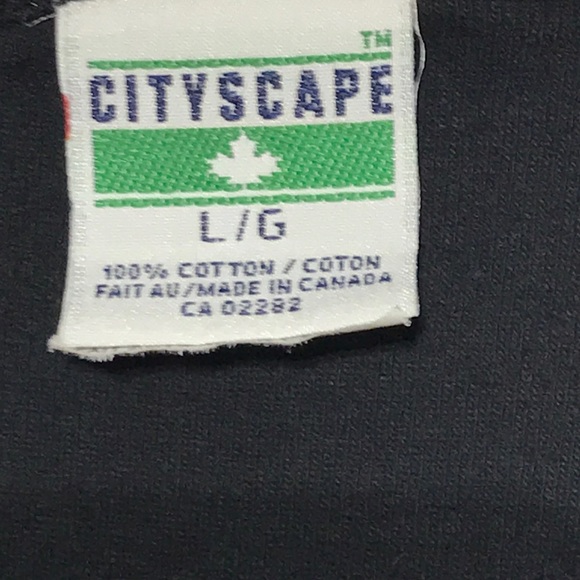 TM
CITYSCAPE
L/G
100% COTTON / COTON
FAIT AU/MADE IN CANADA
CA 02282